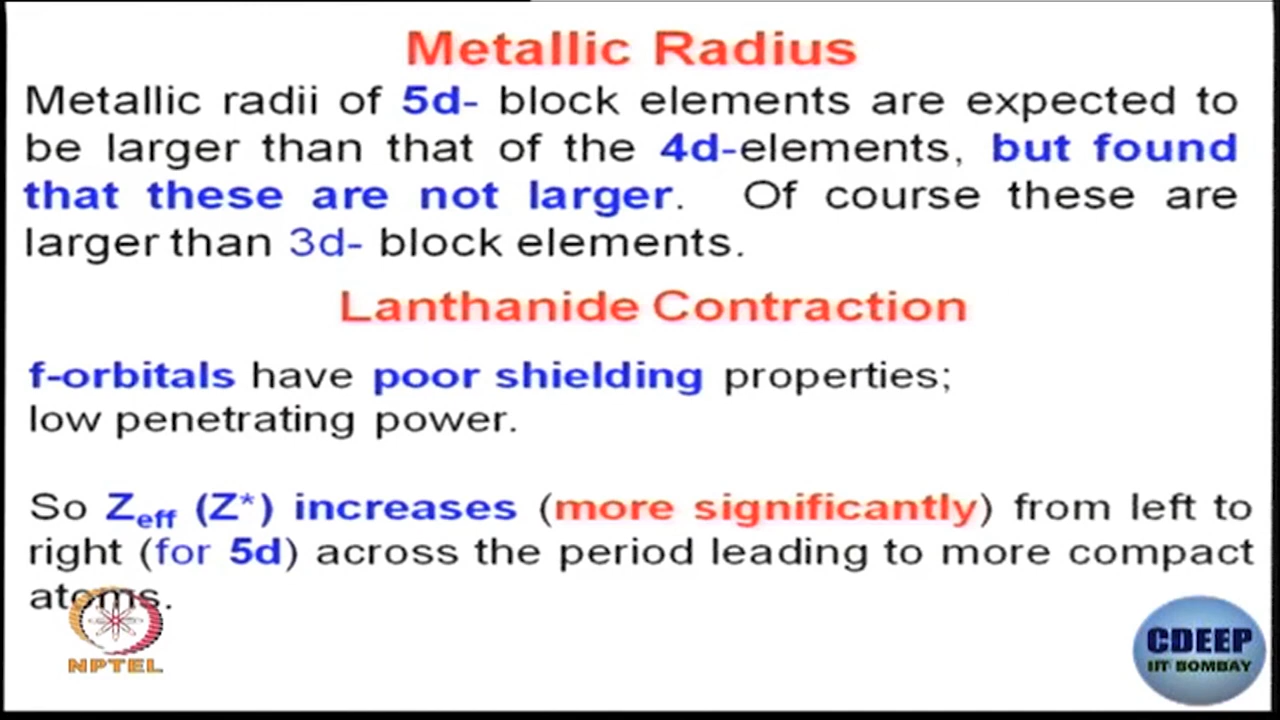 Metallic Radius
Metallic radii of 5d- block elements are expected to
be larger than that of the 4d-elements, but found
that these are not larger. Of course these are
larger than 3d- block elements.
Lanthanide Contraction
f-orbitals have poor shielding properties;
low penetrating power.
So Zeff (Z*) increases (more significantly) from left to
right (for 5d) across the period leading to more compact
atoms.
NPTEL
CDEEP
IIT BOMBAY